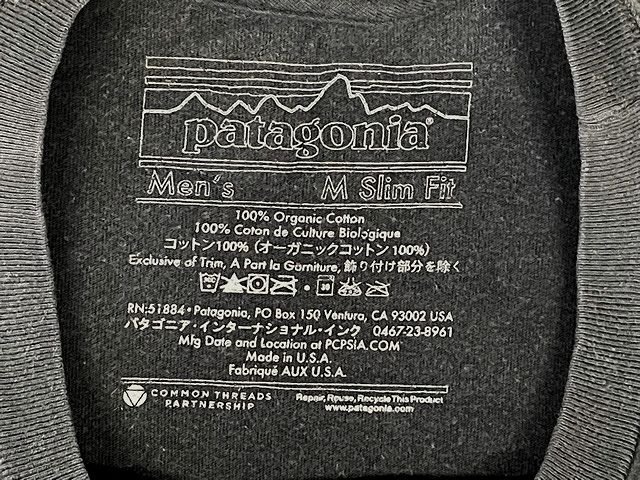 patagonia®
Men's M Slim Fit
100% Organic Cotton
100% Coton de Culture Biologique
コットン100% (オーガニックコットン100%)
Exclusive of Trim, A Part la Garniture, 飾り付け部分を除く
RN:51884 • Patagonia, PO Box 150 Ventura, CA 93002 USA
パタゴニア・インターナショナル・インク 0467-23-8961
Mfg Date and Location at PCPSIA.COM
Made in U.S.A.
Fabriqué AUX U.S.A.
COMMON THREADS
PARTNERSHIP
Repair, Reuse, Recycle This Product
www.patagonia.com